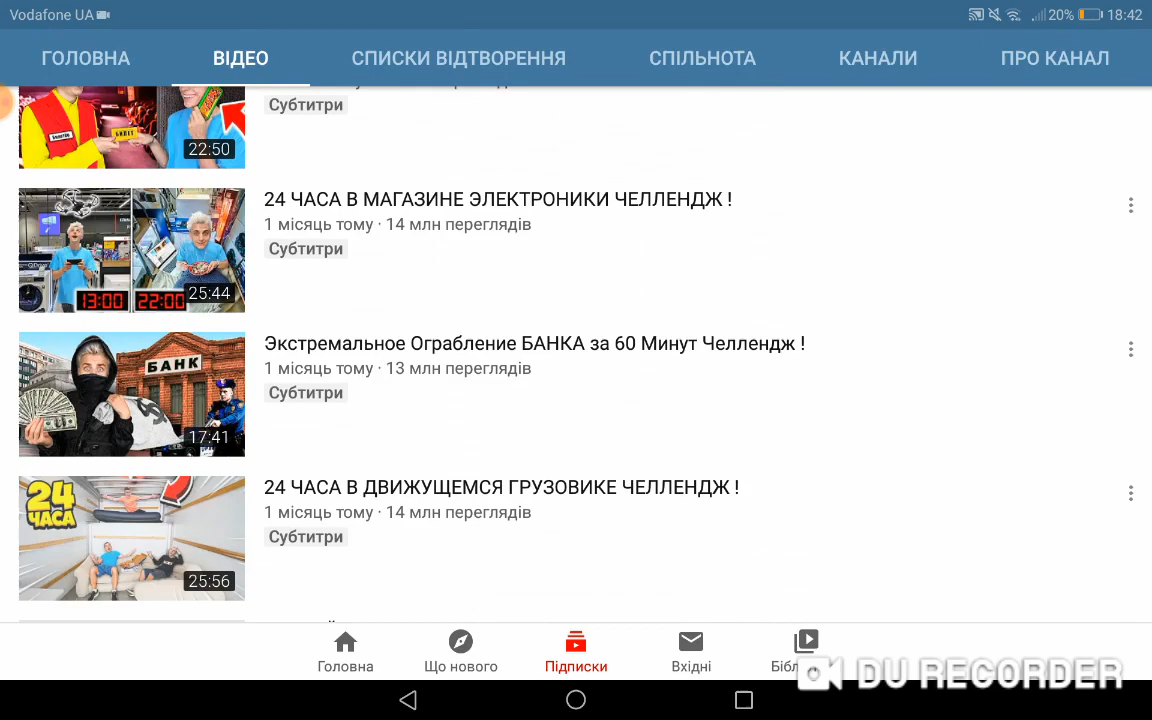 Vodafone UA
20% 18:42
ГОЛОВНА ВІДЕО СПИСКИ ВІДТВОРЕННЯ СПІЛЬНОТА КАНАЛИ ПРО КАНАЛ
Субтитри
БИЛЕТ
22:50
24 ЧАСА В МАГАЗИНЕ ЭЛЕКТРОНИКИ ЧЕЛЛЕНДЖ !
1 місяць тому · 14 млн переглядів
Субтитри
13:00 22:00 25:44
Экстремальное Ограбление БАНКА за 60 Минут Челлендж !
1 місяць тому · 13 млн переглядів
Субтитри
БАНК
17:41
24 ЧАСА В ДВИЖУЩЕМСЯ ГРУЗОВИКЕ ЧЕЛЛЕНДЖ !
1 місяць тому · 14 млн переглядів
Субтитри
24
ЧАСА
25:56
Головна Що нового Підписки Вхідні
DU RECORDER